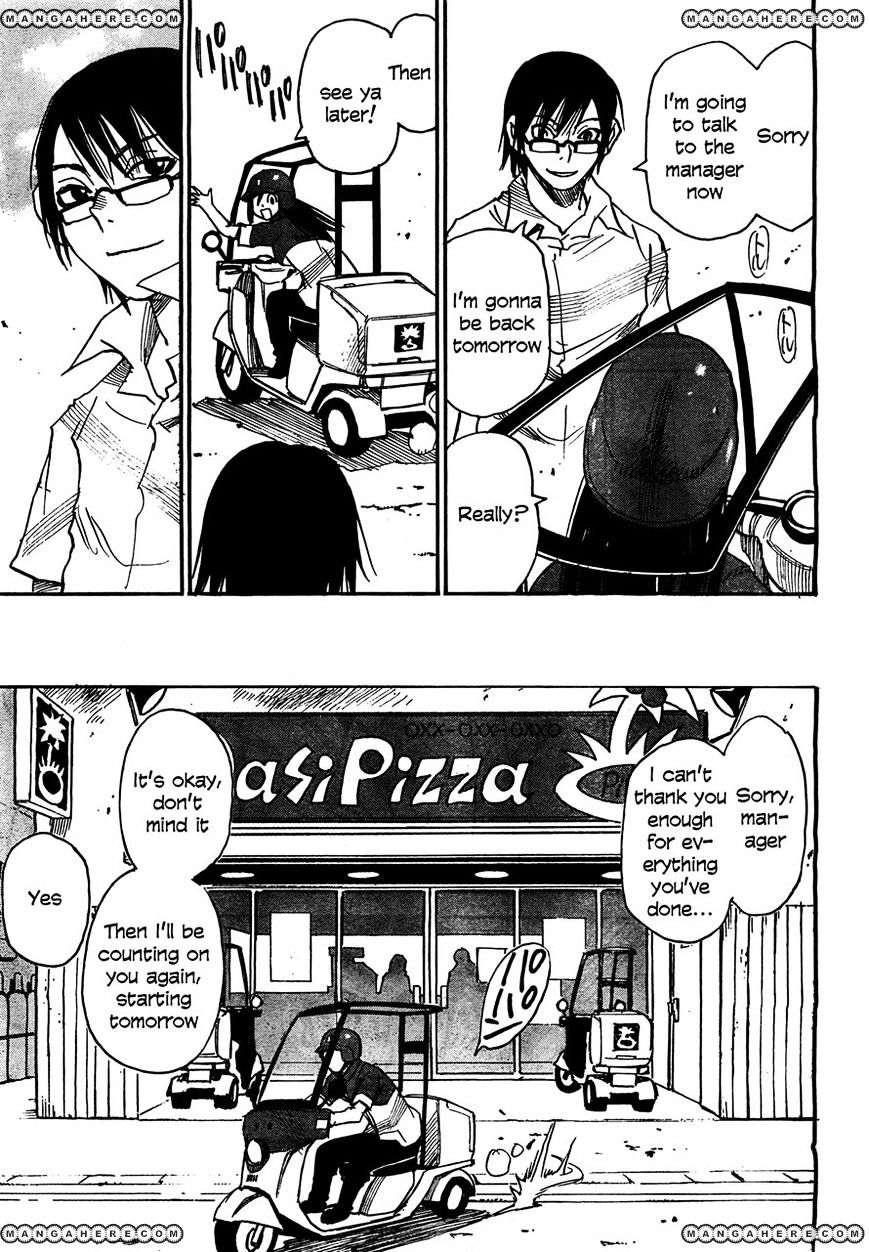 MANGAHERE.COM
MANGAHERE.COM
Sorry
I'm going
to talk
to the
manager
now
I'm gonna
be back
tomorrow
Really?
Then
see ya
later!
Sorry,
man-
ager
I can't
thank you
enough
for ev-
erything
you've
done...
OXX-OXX-OXXO
asiPizza
It's okay,
don't
mind it
Then I'll be
counting on
you again,
starting
tomorrow
Yes
MANGAHERE.COM
MANGAHERE.COM